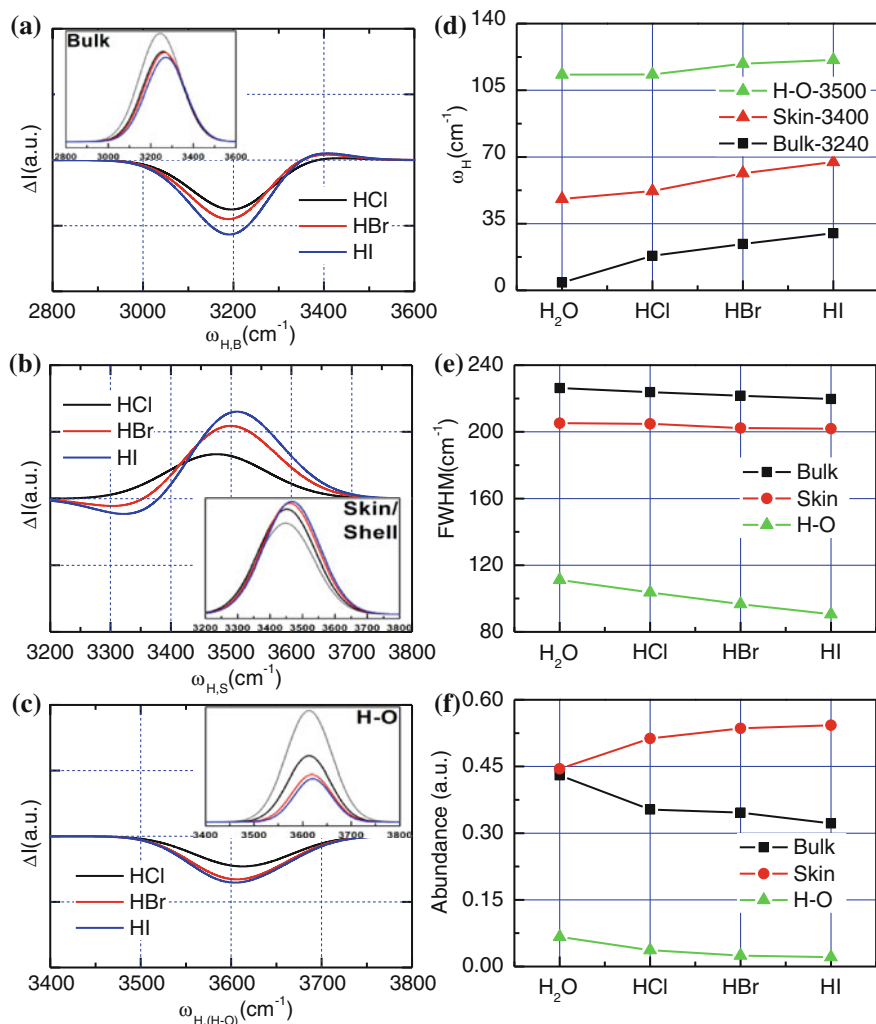 (a)
Bulk
2800 3000 3200 3400 3600
ΔI(a.u.)
HCl
HBr
HI
2800 3000 3200 3400 3600
ω_H,B(cm⁻¹)
(b)
HCl
HBr
HI
ΔI(a.u.)
Skin/
Shell
3200 3300 3400 3500 3600 3700 3800
3200 3300 3400 3500 3600 3700 3800
ω_H,S(cm⁻¹)
(c)
H-O
3400 3500 3600 3700 3800
ΔI(a.u.)
HCl
HBr
HI
3400 3500 3600 3700 3800
ω_H,(H-O)(cm⁻¹)
(d)
140
105
70
35
0
ω_H(cm⁻¹)
H-O-3500
Skin-3400
Bulk-3240
H₂O HCl HBr HI
(e)
240
200
160
120
80
FWHM(cm⁻¹)
Bulk
Skin
H-O
H₂O HCl HBr HI
(f)
0.60
0.45
0.30
0.15
0.00
Abundance (a.u.)
Bulk
Skin
H-O
H₂O HCl HBr HI